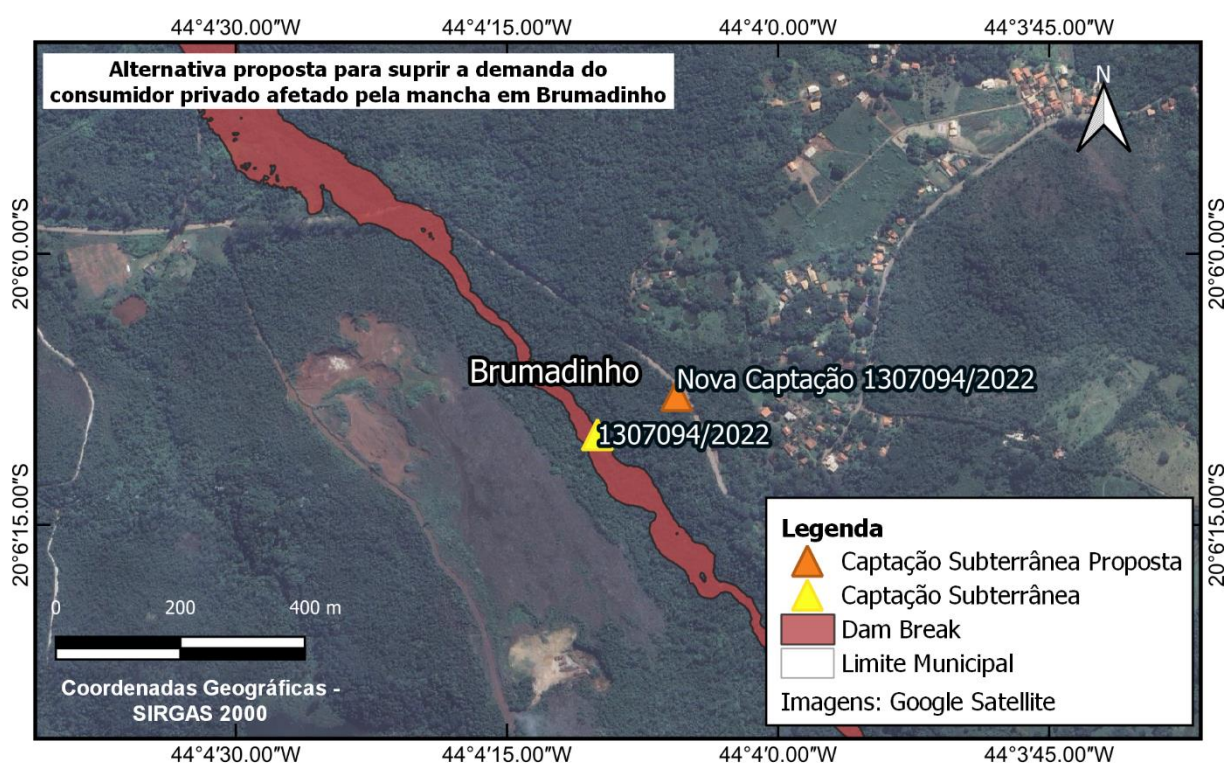 44°4'30.00"W 44°4'15.00"W 44°4'0.00"W 44°3'45.00"W
Alternativa proposta para suprir a demanda do
consumidor privado afetado pela mancha em Brumadinho
N
20°6'0.00"S 20°6'0.00"S
Brumadinho
Nova Captação 1307094/2022
1307094/2022
20°6'15.00"S 20°6'15.00"S
0 200 400 m
Coordenadas Geográficas -
SIRGAS 2000
Legenda
Captação Subterrânea Proposta
Captação Subterrânea
Dam Break
Limite Municipal
Imagens: Google Satellite
44°4'30.00"W 44°4'15.00"W 44°4'0.00"W 44°3'45.00"W